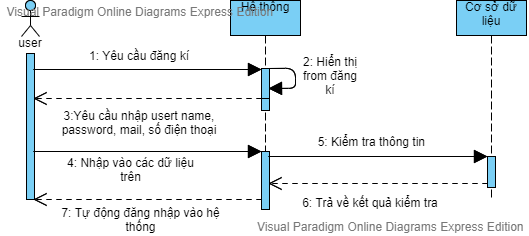 Visual Paradigm Online Diagrams Express Edition
Hệ thông
Cơ sở dữ
liệu
user
1: Yêu cầu đăng kí
2: Hiển thị
from đăng
kí
3:Yêu cầu nhập usert name,
password, mail, số điện thoại
5: Kiểm tra thông tin
4: Nhập vào các dữ liệu
trên
6: Trả về kết quả kiểm tra
7: Tự động đăng nhập vào hệ
thống
Visual Paradigm Online Diagrams Express Edition